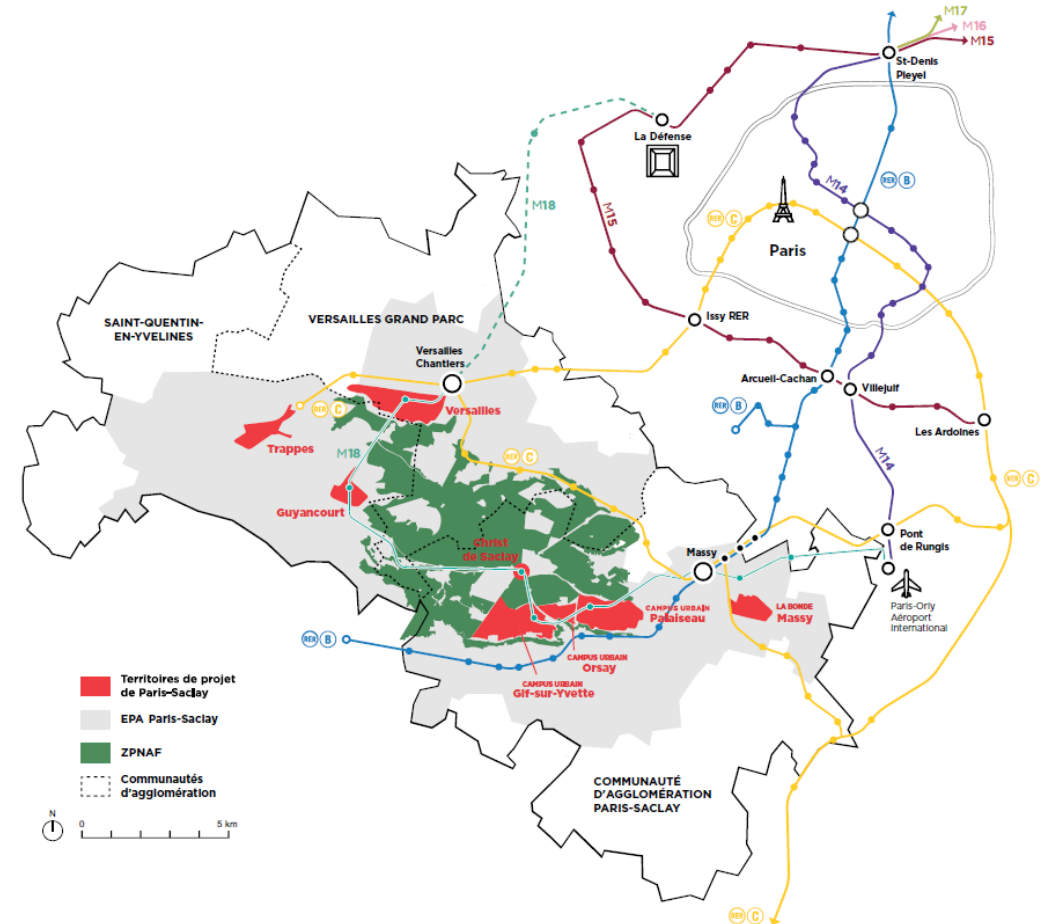 M17
M16
M15
St-Denis
Pleyel
La Défense
M18
M15
M14
RER B
RER C
Paris
SAINT-QUENTIN-
EN-YVELINES
VERSAILLES GRAND PARC
Issy RER
Versailles
Chantiers
Arcueil-Cachan
Villejuif
RER B
RER C
Versailles
Les Ardoines
Trappes
M18
RER C
M14
RER C
Guyancourt
Christ
de Saclay
Pont
de Rungis
Massy
Paris-Orly
Aéroport
International
CAMPUS URBAIN
Palaiseau
LA BONDE
Massy
RER B
CAMPUS URBAIN
Orsay
CAMPUS URBAIN
Gif-sur-Yvette
Territoires de projet
de Paris-Saclay
EPA Paris-Saclay
ZPNAF
Communautés
d'agglomération
COMMUNAUTÉ
D'AGGLOMÉRATION
PARIS-SACLAY
N
0 5 km
RER C